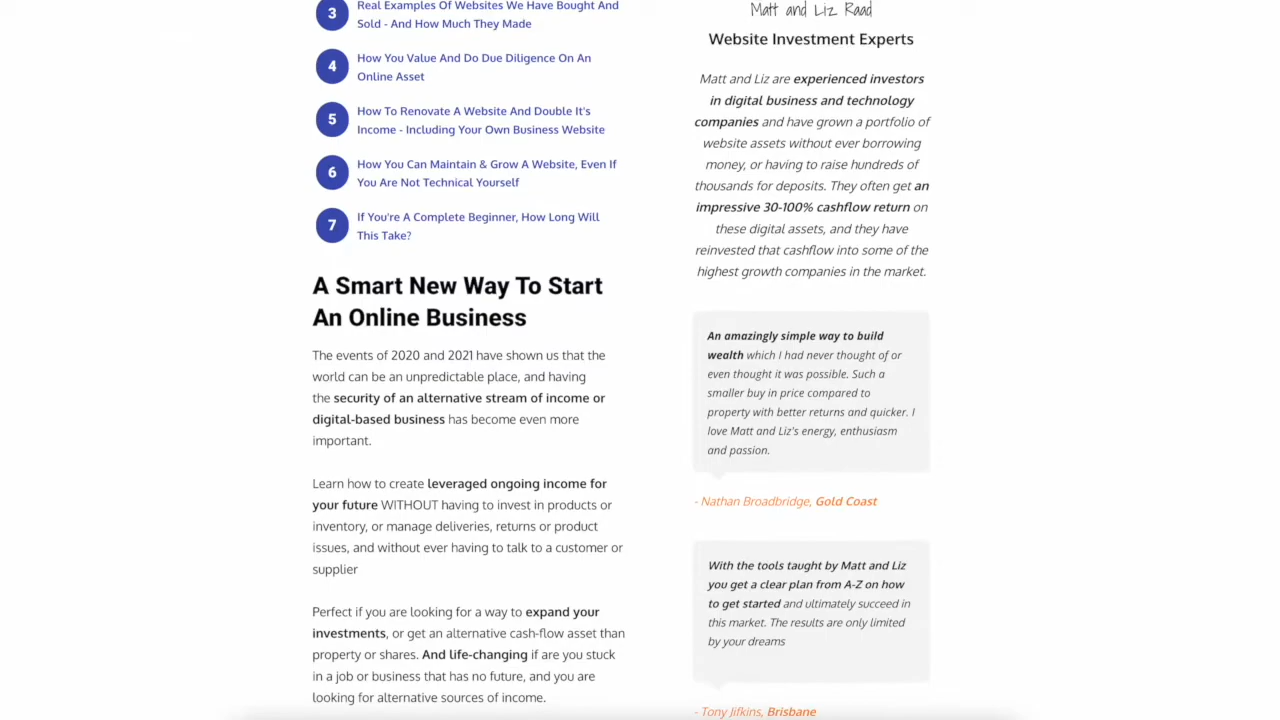 3
Real Examples Of Websites We Have Bought And
Sold - And How Much They Made
4
How You Value And Do Due Diligence On An
Online Asset
5
How To Renovate A Website And Double It's
Income - Including Your Own Business Website
6
How You Can Maintain & Grow A Website, Even If
You Are Not Technical Yourself
7
If You're A Complete Beginner, How Long Will
This Take?
A Smart New Way To Start
An Online Business
The events of 2020 and 2021 have shown us that the
world can be an unpredictable place, and having
the security of an alternative stream of income or
digital-based business has become even more
important.
Learn how to create leveraged ongoing income for
your future WITHOUT having to invest in products or
inventory, or manage deliveries, returns or product
issues, and without ever having to talk to a customer or
supplier
Perfect if you are looking for a way to expand your
investments, or get an alternative cash-flow asset than
property or shares. And life-changing if are you stuck
in a job or business that has no future, and you are
looking for alternative sources of income.
Matt and Liz Raad
Website Investment Experts
Matt and Liz are experienced investors
in digital business and technology
companies and have grown a portfolio of
website assets without ever borrowing
money, or having to raise hundreds of
thousands for deposits. They often get an
impressive 30-100% cashflow return on
these digital assets, and they have
reinvested that cashflow into some of the
highest growth companies in the market.
An amazingly simple way to build
wealth which I had never thought of or
even thought it was possible. Such a
smaller buy in price compared to
property with better returns and quicker. I
love Matt and Liz's energy, enthusiasm
and passion.
- Nathan Broadbridge, Gold Coast
With the tools taught by Matt and Liz
you get a clear plan from A-Z on how
to get started and ultimately succeed in
this market. The results are only limited
by your dreams
- Tony Jifkins, Brisbane